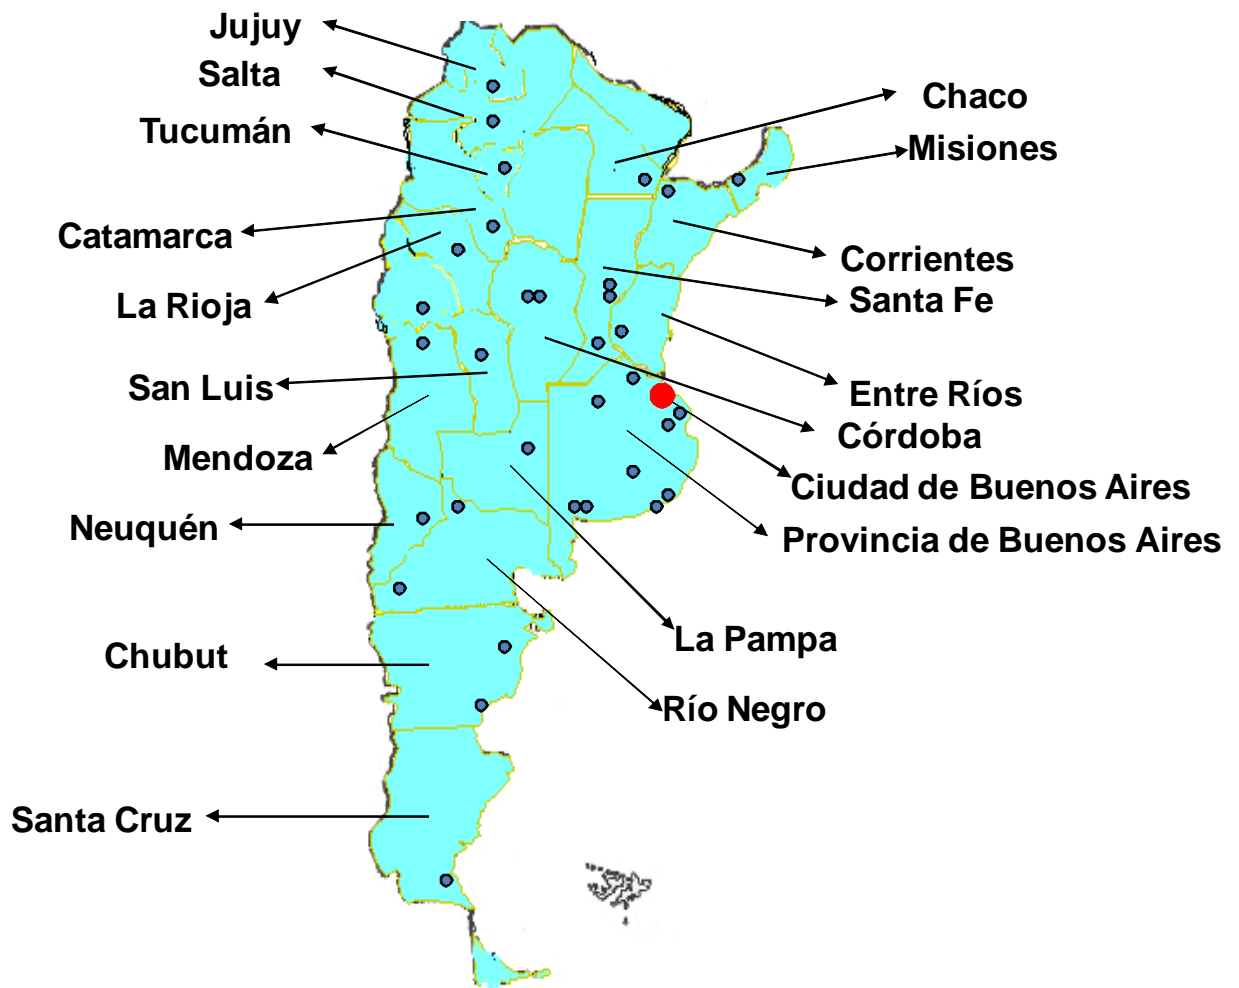 Jujuy
Salta
Tucumán
Catamarca
La Rioja
San Luis
Mendoza
Neuquén
Chubut
Santa Cruz
Chaco
Misiones
Corrientes
Santa Fe
Entre Ríos
Córdoba
Ciudad de Buenos Aires
Provincia de Buenos Aires
La Pampa
Río Negro